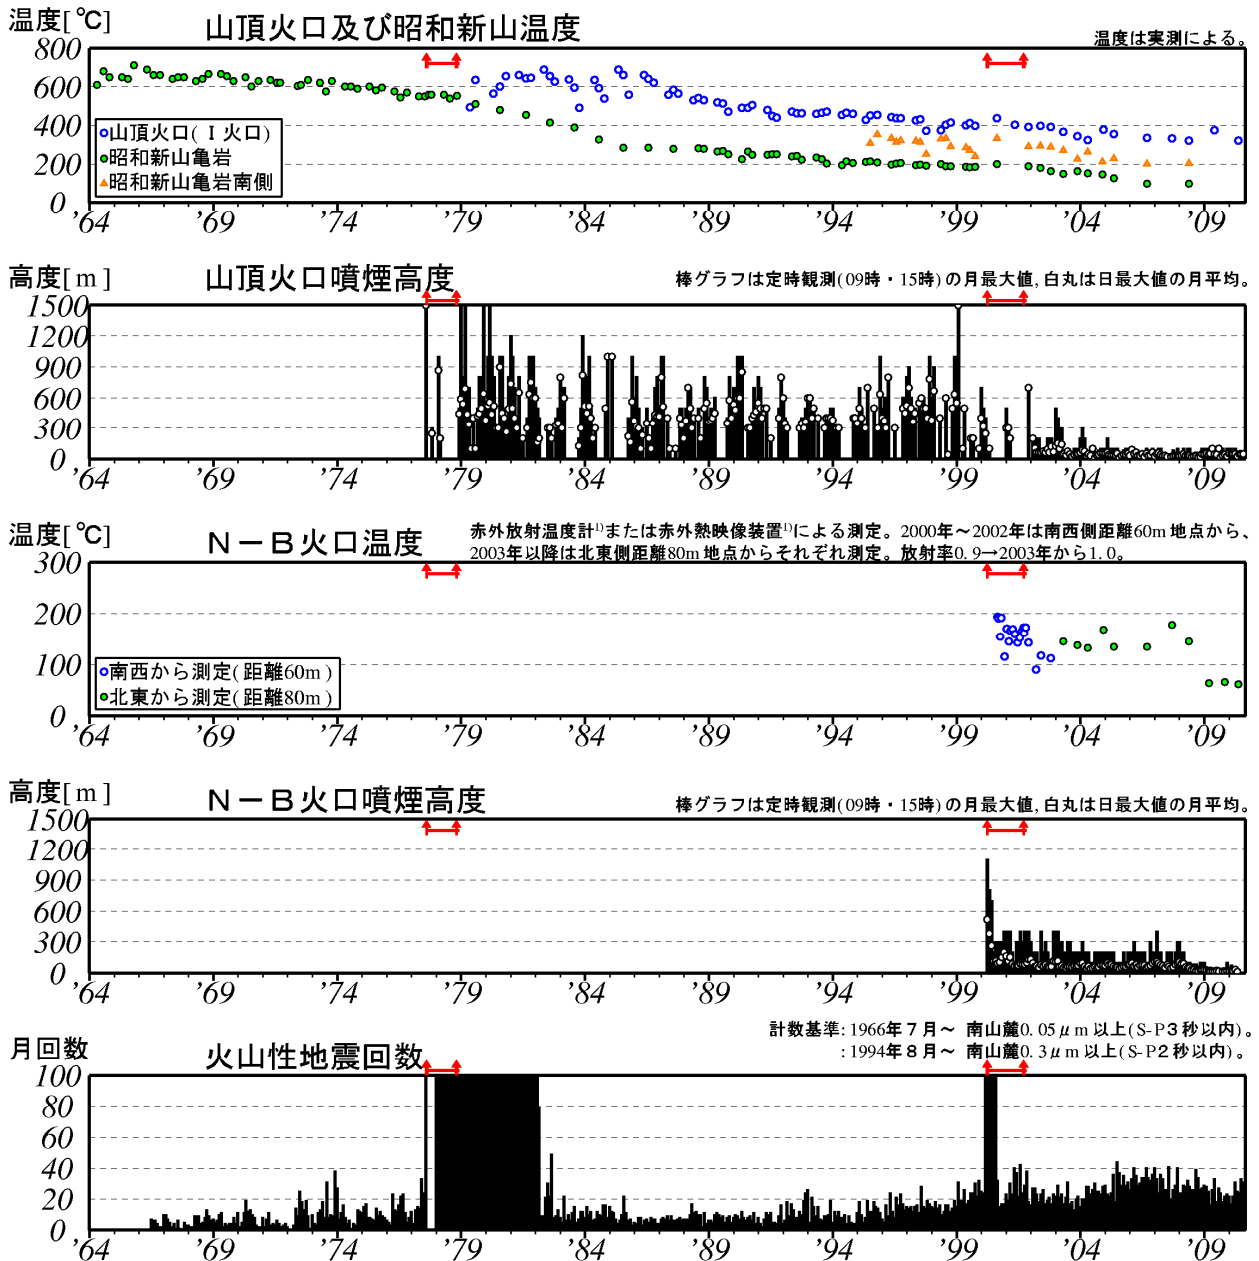 温度[℃]
山頂火口及び昭和新山温度
温度は実測による。
800
600
400
200
0
山頂火口(Ｉ火口)
昭和新山亀岩
昭和新山亀岩南側
'64 '69 '74 '79 '84 '89 '94 '99 '04 '09
高度[m]
山頂火口噴煙高度
棒グラフは定時観測(09時・15時)の月最大値,白丸は日最大値の月平均。
1500
1200
900
600
300
0
'64 '69 '74 '79 '84 '89 '94 '99 '04 '09
温度[℃]
Ｎ－Ｂ火口温度
赤外放射温度計¹⁾または赤外熱映像装置¹⁾による測定。2000年～2002年は南西側距離60m地点から、
2003年以降は北東側距離80m地点からそれぞれ測定。放射率0.9→2003年から1.0。
300
200
100
0
南西から測定(距離60m)
北東から測定(距離80m)
'64 '69 '74 '79 '84 '89 '94 '99 '04 '09
高度[m]
Ｎ－Ｂ火口噴煙高度
棒グラフは定時観測(09時・15時)の月最大値,白丸は日最大値の月平均。
1500
1200
900
600
300
0
'64 '69 '74 '79 '84 '89 '94 '99 '04 '09
計数基準:1966年７月～ 南山麓0.05μm以上(S-P３秒以内)。
:1994年８月～ 南山麓0.3μm以上(S-P２秒以内)。
月回数
火山性地震回数
100
80
60
40
20
0
'64 '69 '74 '79 '84 '89 '94 '99 '04 '09